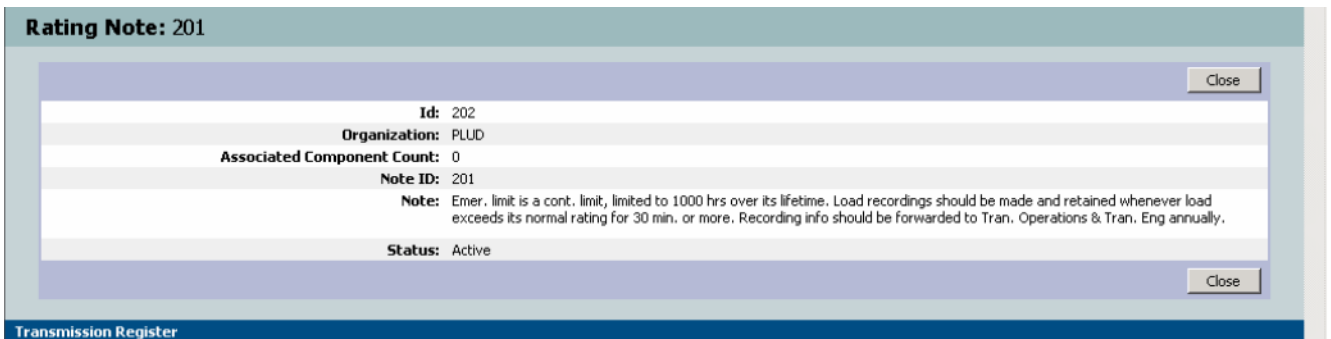 Rating Note: 201
Close
Id: 202
Organization: PLUD
Associated Component Count: 0
Note ID: 201
Note: Emer. limit is a cont. limit, limited to 1000 hrs over its lifetime. Load recordings should be made and retained whenever load
exceeds its normal rating for 30 min. or more. Recording info should be forwarded to Tran. Operations & Tran. Eng annually.
Status: Active
Close
Transmission Register